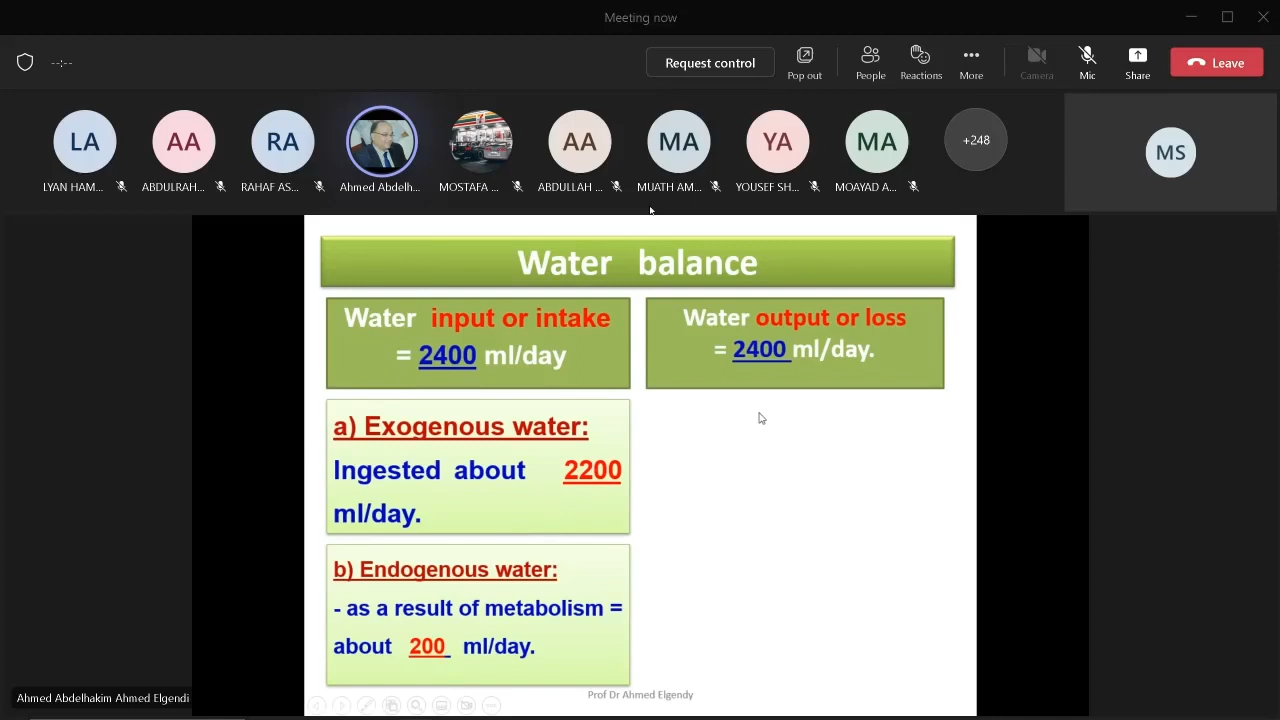 Meeting now
--:--
Request control
Pop out
People
Reactions
More
Camera
Mic
Share
Leave
LA
AA
RA
AA
MA
YA
MA
+248
MS
LYAN HAM...
ABDULRAH...
RAHAF AS...
Ahmed Abdelh...
MOSTAFA ...
ABDULLAH ...
MUATH AM...
YOUSEF SH...
MOAYAD A...
Water balance
Water input or intake
= 2400 ml/day
Water output or loss
= 2400 ml/day.
a) Exogenous water:
Ingested about 2200
ml/day.
b) Endogenous water:
- as a result of metabolism =
about 200 ml/day.
Prof Dr Ahmed Elgendy
Ahmed Abdelhakim Ahmed Elgendi